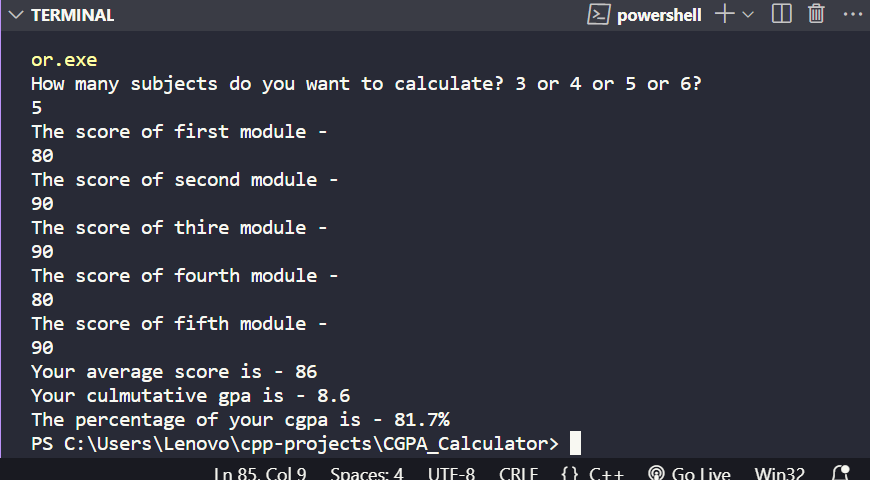 TERMINAL powershell
or.exe
How many subjects do you want to calculate? 3 or 4 or 5 or 6?
5
The score of first module -
80
The score of second module -
90
The score of thire module -
90
The score of fourth module -
80
The score of fifth module -
90
Your average score is - 86
Your culmutative gpa is - 8.6
The percentage of your cgpa is - 81.7%
PS C:\Users\Lenovo\cpp-projects\CGPA_Calculator>
Ln 85, Col 9 Spaces: 4 UTF-8 CRLF {} C++ Go Live Win32